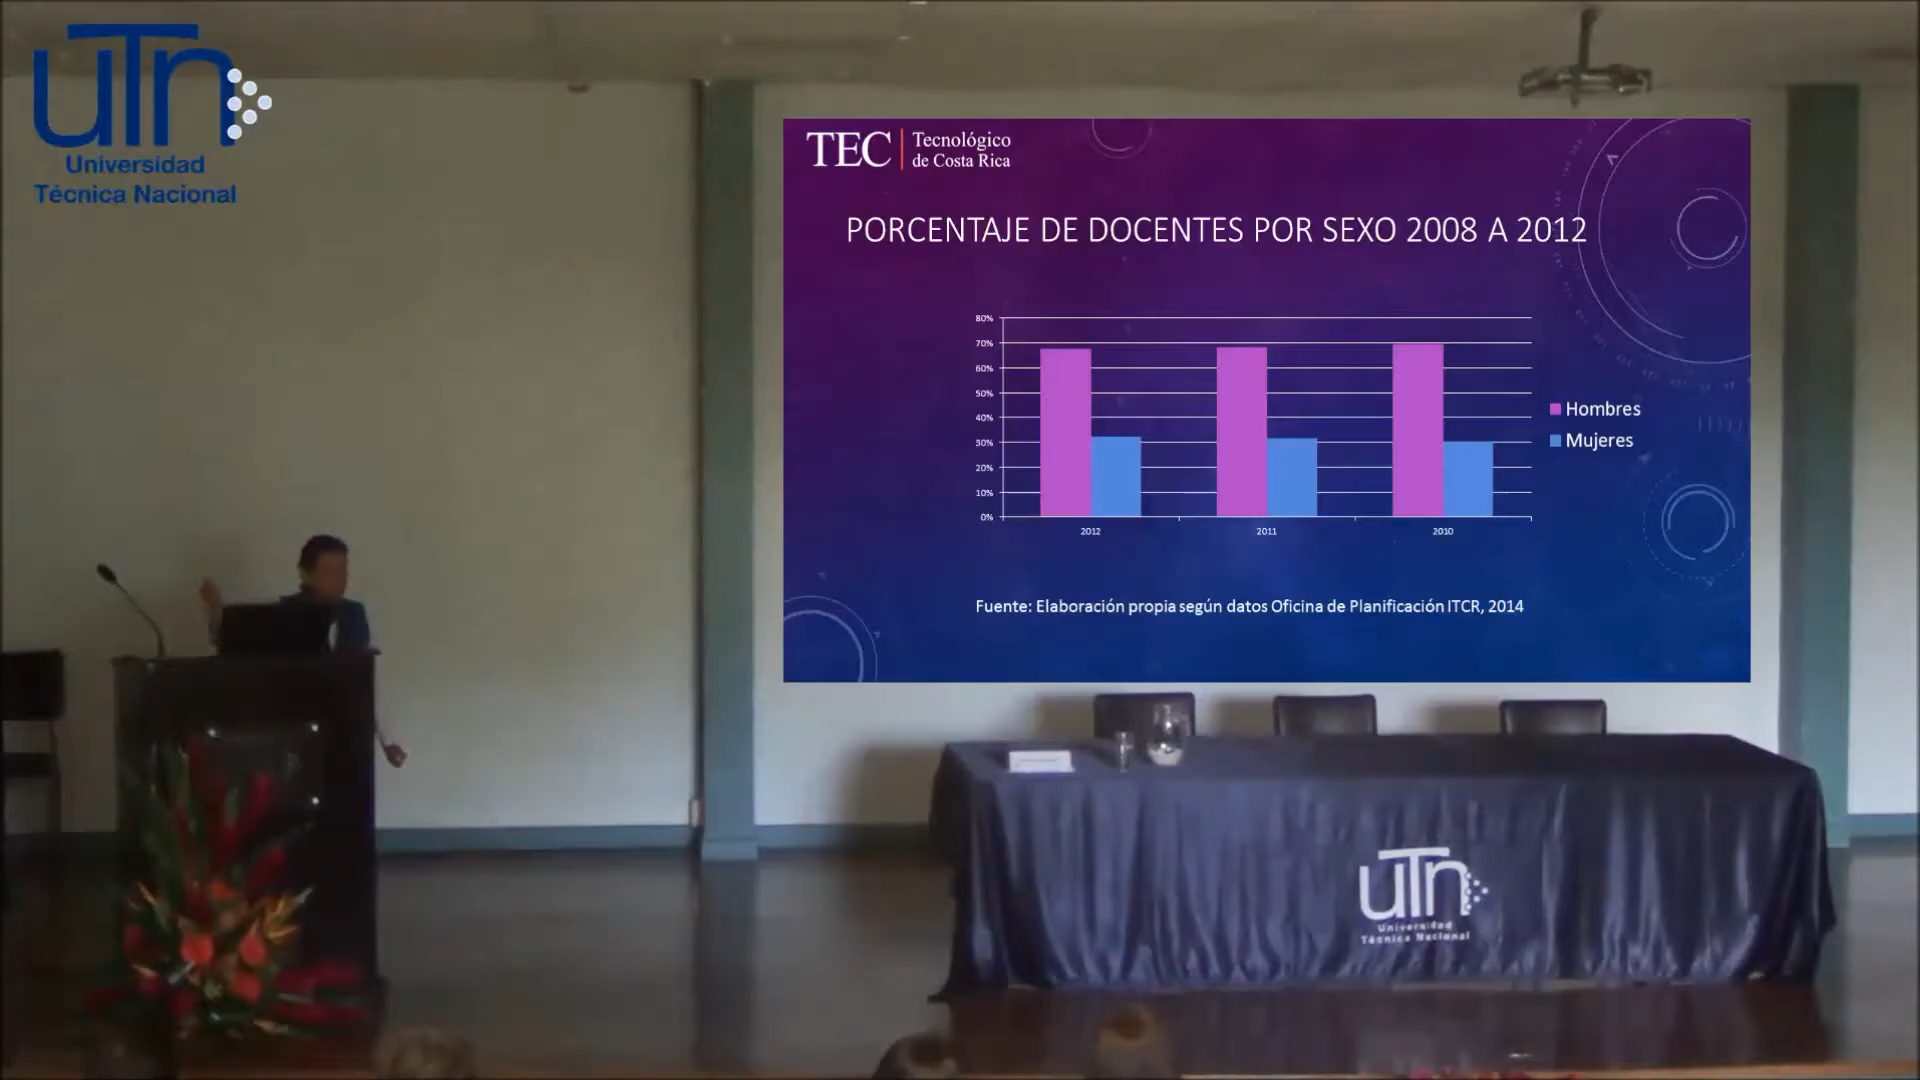 uTn
Universidad
Técnica Nacional
TEC
Tecnológico
de Costa Rica
PORCENTAJE DE DOCENTES POR SEXO 2008 A 2012
80%
70%
60%
50%
40%
30%
20%
10%
0%
2012
2011
2010
Hombres
Mujeres
Fuente: Elaboración propia según datos Oficina de Planificación ITCR, 2014
uTn
Universidad
Técnica Nacional